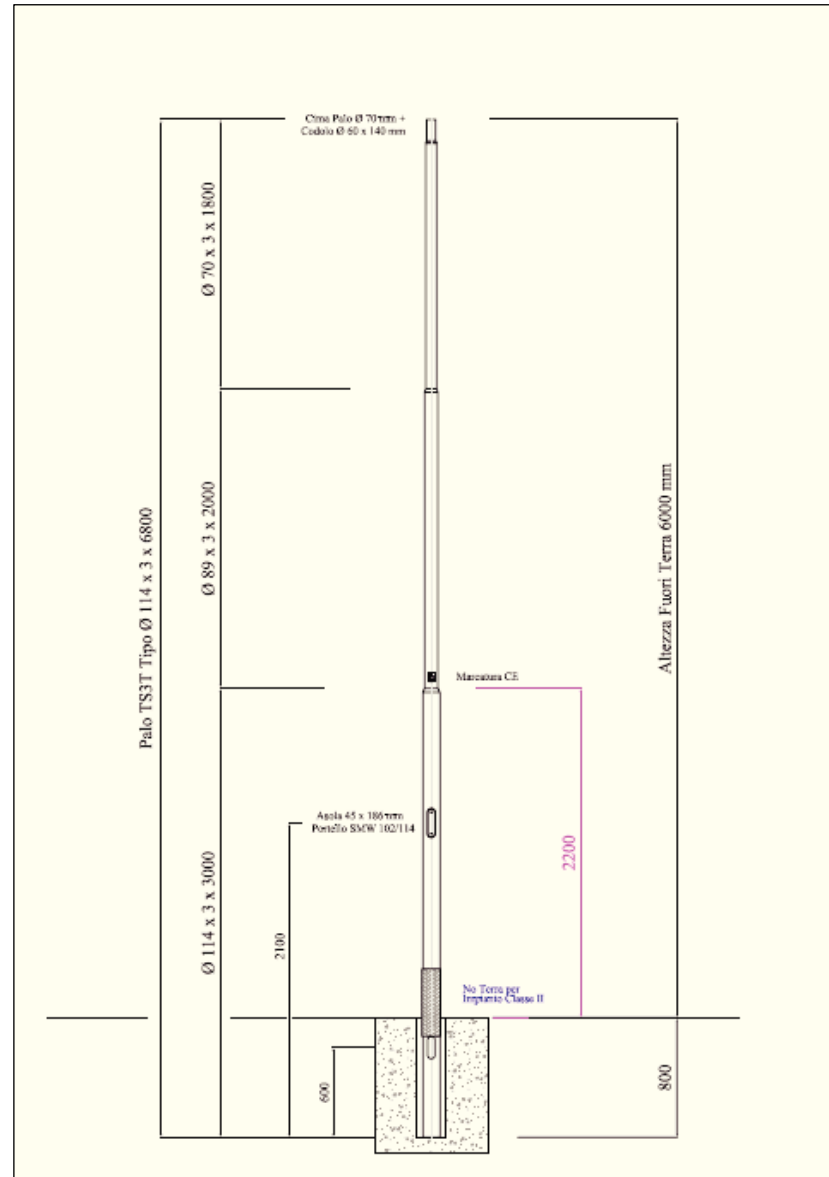 Cima Palo Ø 70 mm +
Codolo Ø 60 x 140 mm
Ø 70 x 3 x 1800
Ø 89 x 3 x 2000
Palo TS3T Tipo Ø 114 x 3 x 6800
Altezza Fuori Terra 6000 mm
Marcatura CE
Asola 45 x 186 mm
Portello SMW 102/114
2200
Ø 114 x 3 x 3000
2100
No Terra per
Impianto Classe II
600
800